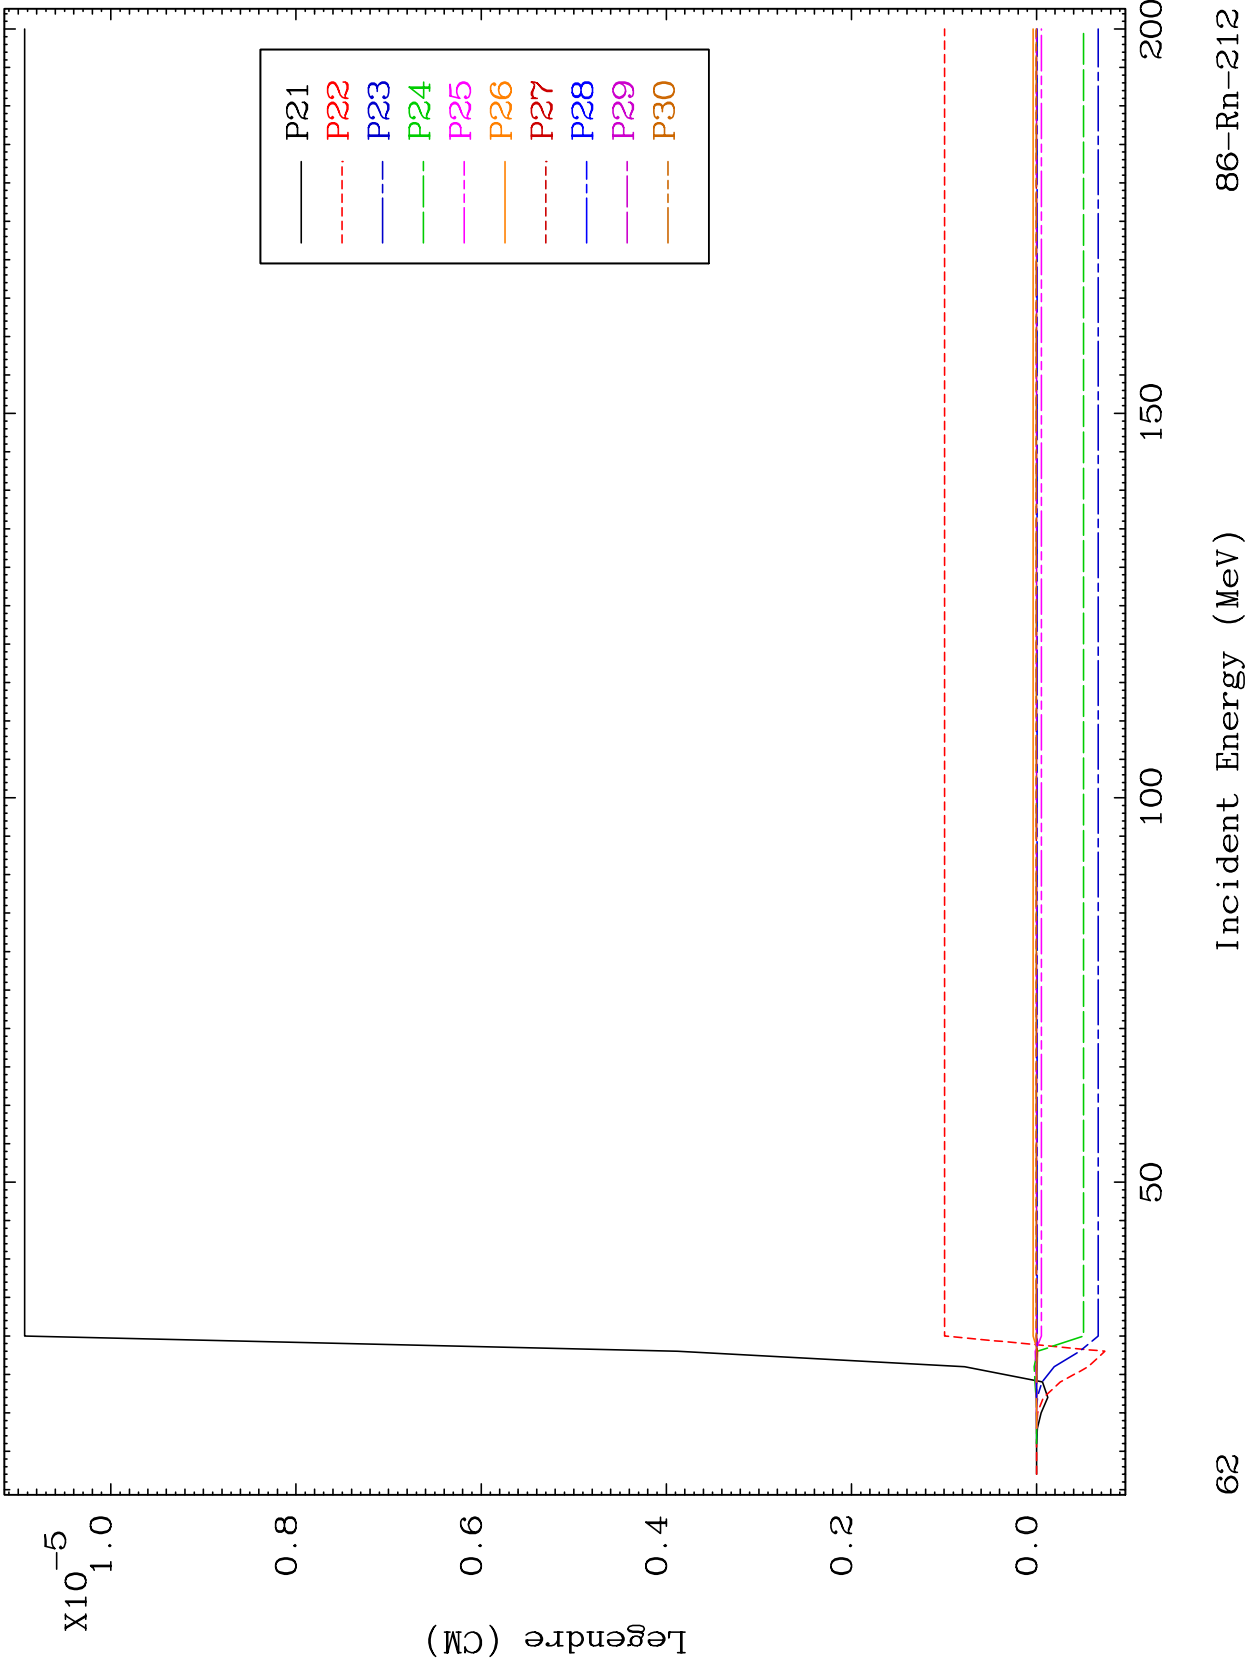 X10⁻⁵
1.0
0.8
0.6
0.4
0.2
0.0
Legendre (CM)
P21
P22
P23
P24
P25
P26
P27
P28
P29
P30
50
100
150
200
62
Incident Energy (MeV)
86-Rn-212